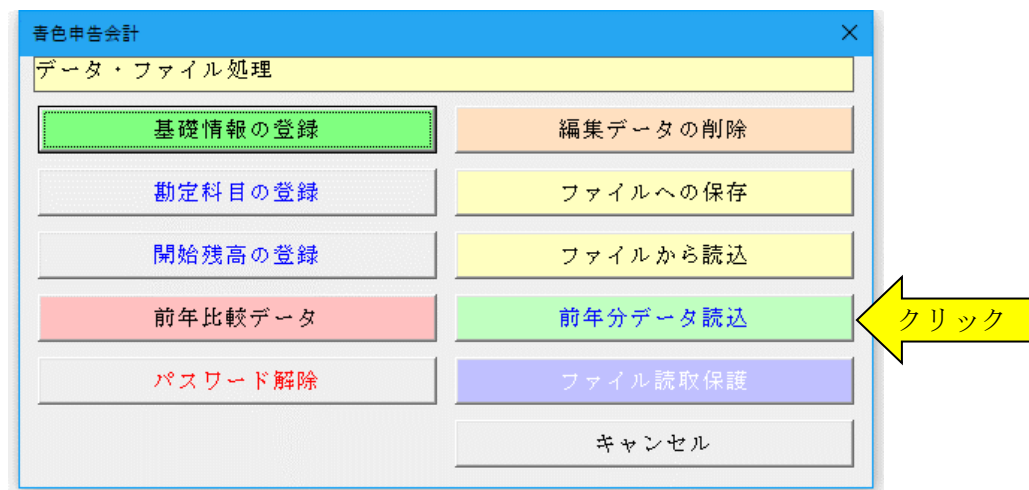 青色申告会計
データ・ファイル処理
基礎情報の登録
編集データの削除
勘定科目の登録
ファイルへの保存
開始残高の登録
ファイルから読込
前年比較データ
前年分データ読込
クリック
パスワード解除
ファイル読取保護
キャンセル